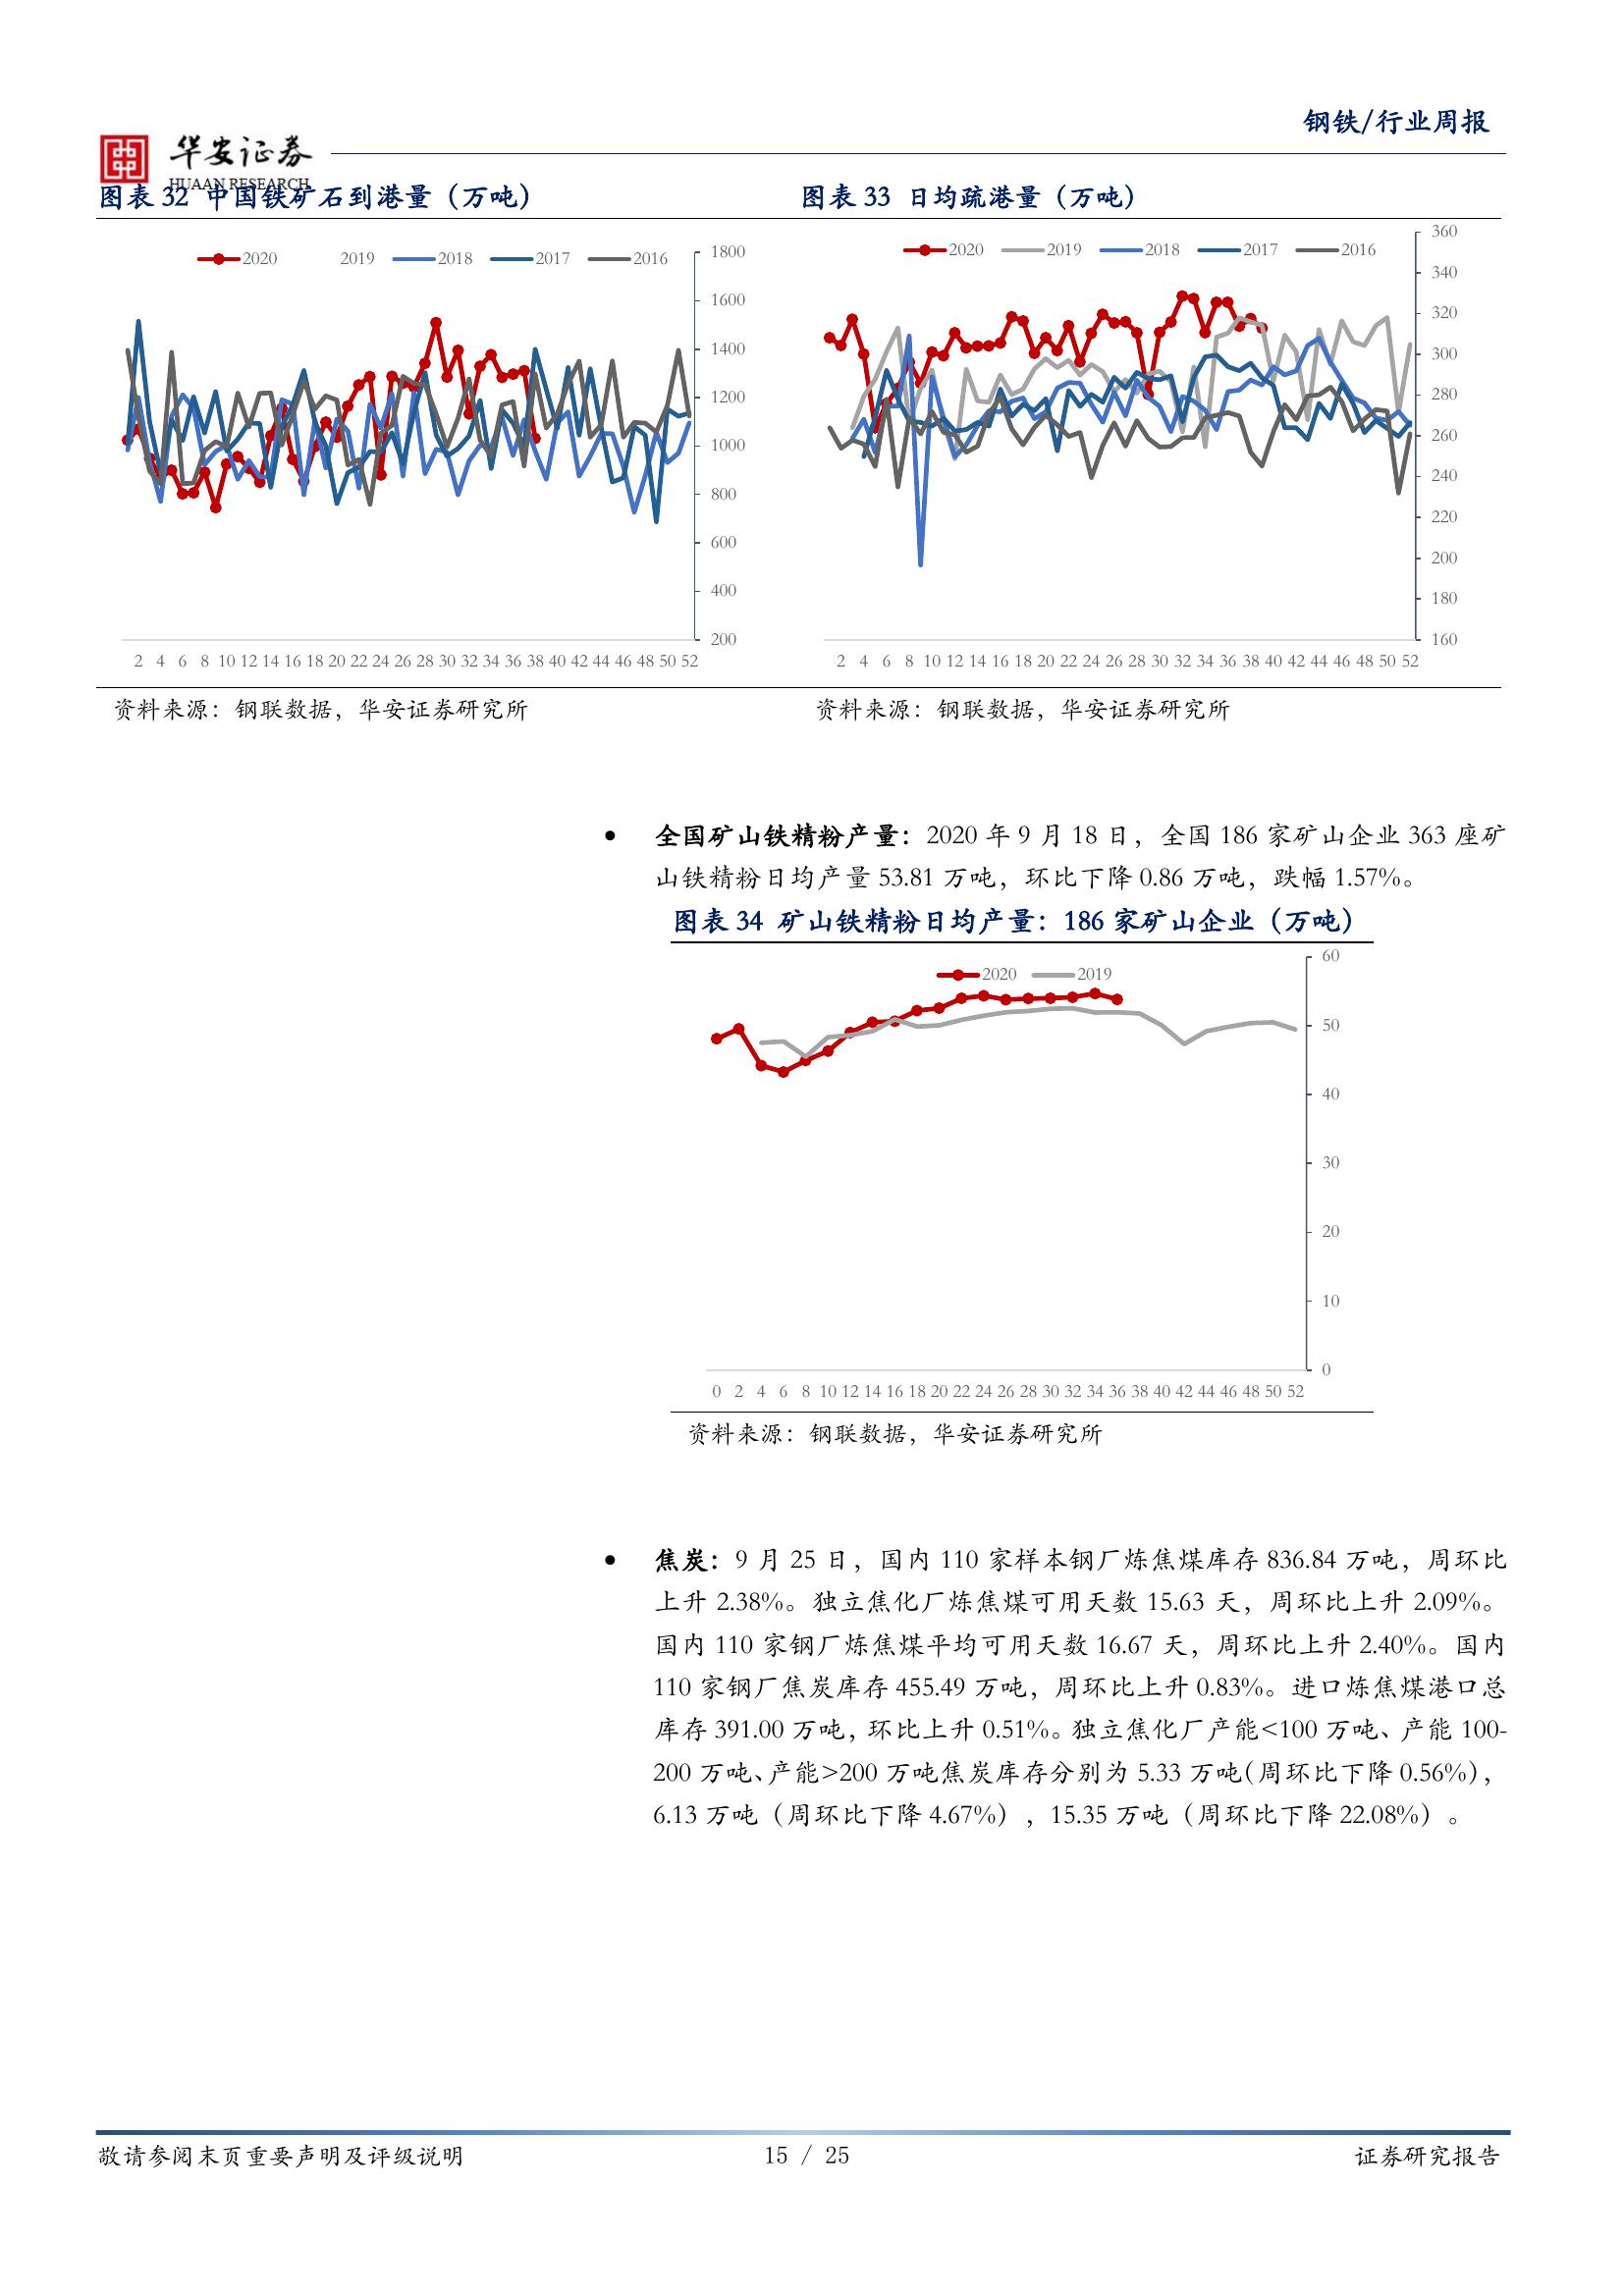 钢铁/行业周报
华安证券
HUAAN RESEARCH
图表 32 中国铁矿石到港量（万吨）
图表 33 日均疏港量（万吨）
2020 2019 2018 2017 2016
1800
1600
1400
1200
1000
800
600
400
200
2 4 6 8 10 12 14 16 18 20 22 24 26 28 30 32 34 36 38 40 42 44 46 48 50 52
2020 2019 2018 2017 2016
360
340
320
300
280
260
240
220
200
180
160
2 4 6 8 10 12 14 16 18 20 22 24 26 28 30 32 34 36 38 40 42 44 46 48 50 52
资料来源：钢联数据，华安证券研究所
资料来源：钢联数据，华安证券研究所
• 全国矿山铁精粉产量：2020 年 9 月 18 日，全国 186 家矿山企业 363 座矿
山铁精粉日均产量 53.81 万吨，环比下降 0.86 万吨，跌幅 1.57%。
图表 34 矿山铁精粉日均产量：186 家矿山企业（万吨）
2020 2019
60
50
40
30
20
10
0
0 2 4 6 8 10 12 14 16 18 20 22 24 26 28 30 32 34 36 38 40 42 44 46 48 50 52
资料来源：钢联数据，华安证券研究所
• 焦炭：9 月 25 日，国内 110 家样本钢厂炼焦煤库存 836.84 万吨，周环比
上升 2.38%。独立焦化厂炼焦煤可用天数 15.63 天，周环比上升 2.09%。
国内 110 家钢厂炼焦煤平均可用天数 16.67 天，周环比上升 2.40%。国内
110 家钢厂焦炭库存 455.49 万吨，周环比上升 0.83%。进口炼焦煤港口总
库存 391.00 万吨，环比上升 0.51%。独立焦化厂产能<100 万吨、产能 100-
200 万吨、产能>200 万吨焦炭库存分别为 5.33 万吨（周环比下降 0.56%），
6.13 万吨（周环比下降 4.67%），15.35 万吨（周环比下降 22.08%）。
敬请参阅末页重要声明及评级说明
15 / 25
证券研究报告